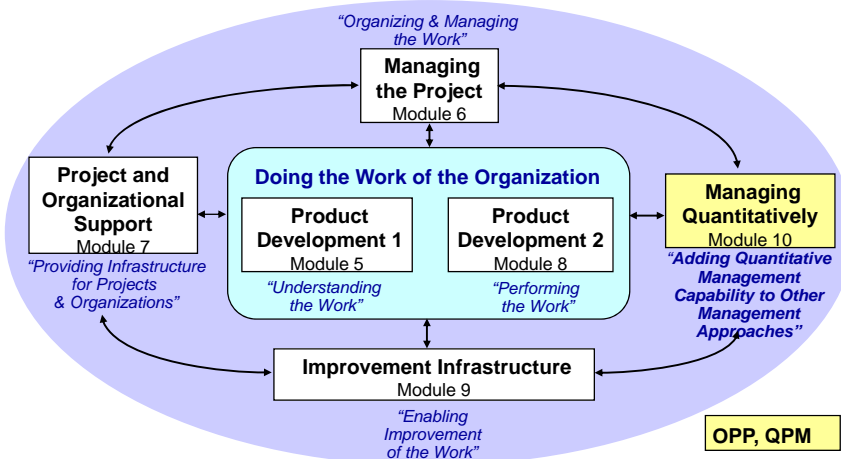 “Organizing & Managing
the Work”
Managing
the Project
Module 6
Project and
Organizational
Support
Module 7
“Providing Infrastructure
for Projects
& Organizations”
Doing the Work of the Organization
Product
Development 1
Module 5
“Understanding
the Work”
Product
Development 2
Module 8
“Performing
the Work”
Managing
Quantitatively
Module 10
“Adding Quantitative
Management
Capability to Other
Management
Approaches”
Improvement Infrastructure
Module 9
“Enabling
Improvement
of the Work”
OPP, QPM